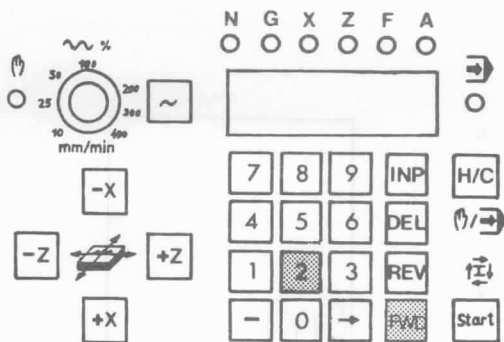 N G X Z F A
%
50 100 200
25 300
10 400
mm/min
~
7 8 9 INP H/C
-X
4 5 6 DEL
-Z +Z
1 2 3 REV
+X
- 0 → FWD Start